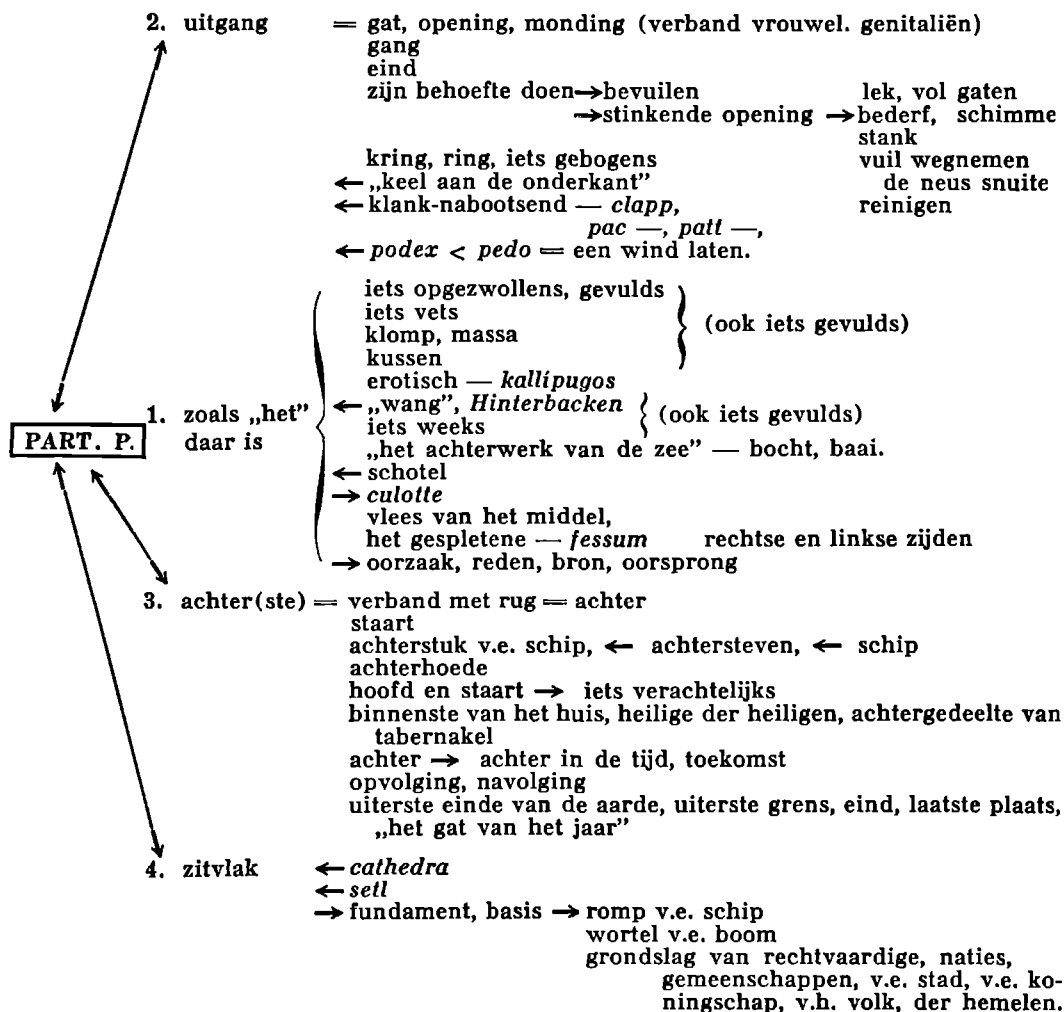 2. uitgang = gat, opening, monding (verband vrouwel. genitaliën)
gang
eind
zijn behoefte doen → bevuilen lek, vol gaten
→ stinkende opening → bederf, schimme
stank
kring, ring, iets gebogens vuil wegnemen
← „keel aan de onderkant” de neus snuite
← klank-nabootsend — clapp, reinigen
pac —, patt —,
← podex < pedo = een wind laten.
iets opgezwollens, gevulds
iets vets
klomp, massa (ook iets gevulds)
kussen
erotisch — kallípugos
1. zoals „het” ← „wang”, Hinterbacken (ook iets gevulds)
PART. P. daar is iets weeks
„het achterwerk van de zee” — bocht, baai.
← schotel
→ culotte
vlees van het middel,
het gespletene — fessum rechtse en linkse zijden
→ oorzaak, reden, bron, oorsprong
3. achter(ste) = verband met rug = achter
staart
achterstuk v.e. schip, ← achtersteven, ← schip
achterhoede
hoofd en staart → iets verachtelijks
binnenste van het huis, heilige der heiligen, achtergedeelte van
tabernakel
achter → achter in de tijd, toekomst
opvolging, navolging
uiterste einde van de aarde, uiterste grens, eind, laatste plaats,
„het gat van het jaar”
4. zitvlak ← cathedra
← setl
→ fundament, basis → romp v.e. schip
wortel v.e. boom
grondslag van rechtvaardige, naties,
gemeenschappen, v.e. stad, v.e. ko-
ningschap, v.h. volk, der hemelen.